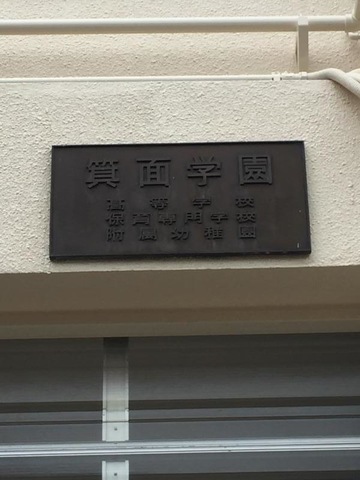 箕面学園
高等学校
保育専門学校
附属幼稚園